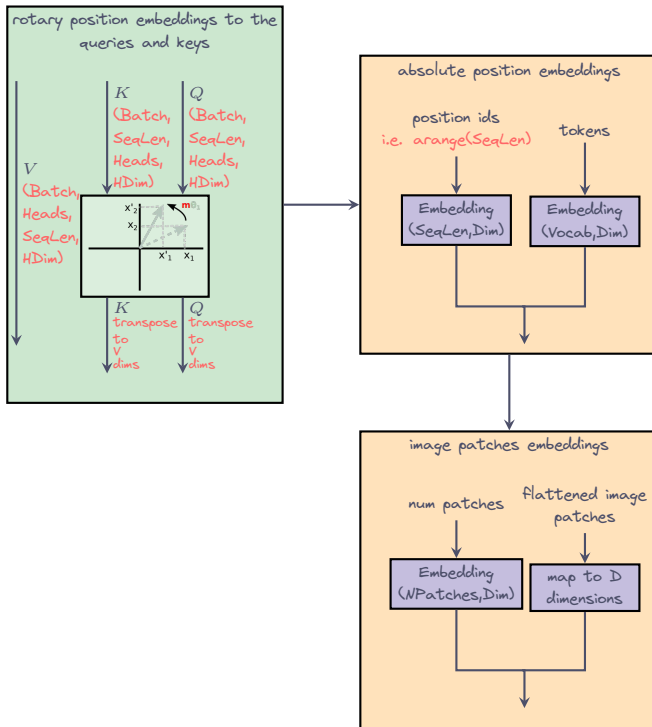 rotary position embeddings to the
queries and keys
K
(Batch,
SeqLen,
Heads,
HDim)
Q
(Batch,
SeqLen,
Heads,
HDim)
V
(Batch,
Heads,
SeqLen,
HDim)
x'₂
x₂
x'₁
x₁
mθ₁
K
transpose
to
V
dims
Q
transpose
to
V
dims
absolute position embeddings
position ids
i.e. arange(SeqLen)
tokens
Embedding
(SeqLen,Dim)
Embedding
(Vocab,Dim)
image patches embeddings
num patches
flattened image
patches
Embedding
(NPatches,Dim)
map to D
dimensions